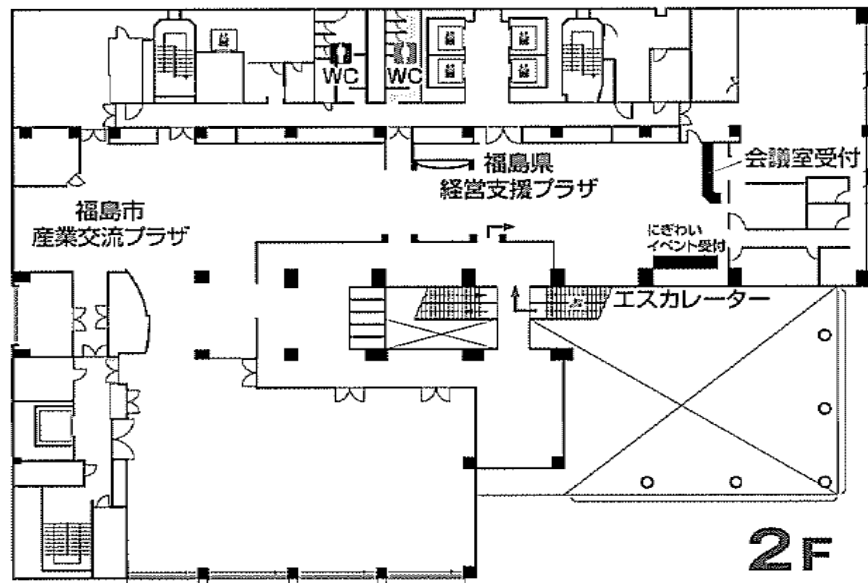 WC
WC
福島県
経営支援プラザ
会議室受付
福島市
産業交流プラザ
にぎわい
イベント受付
エスカレーター
2F